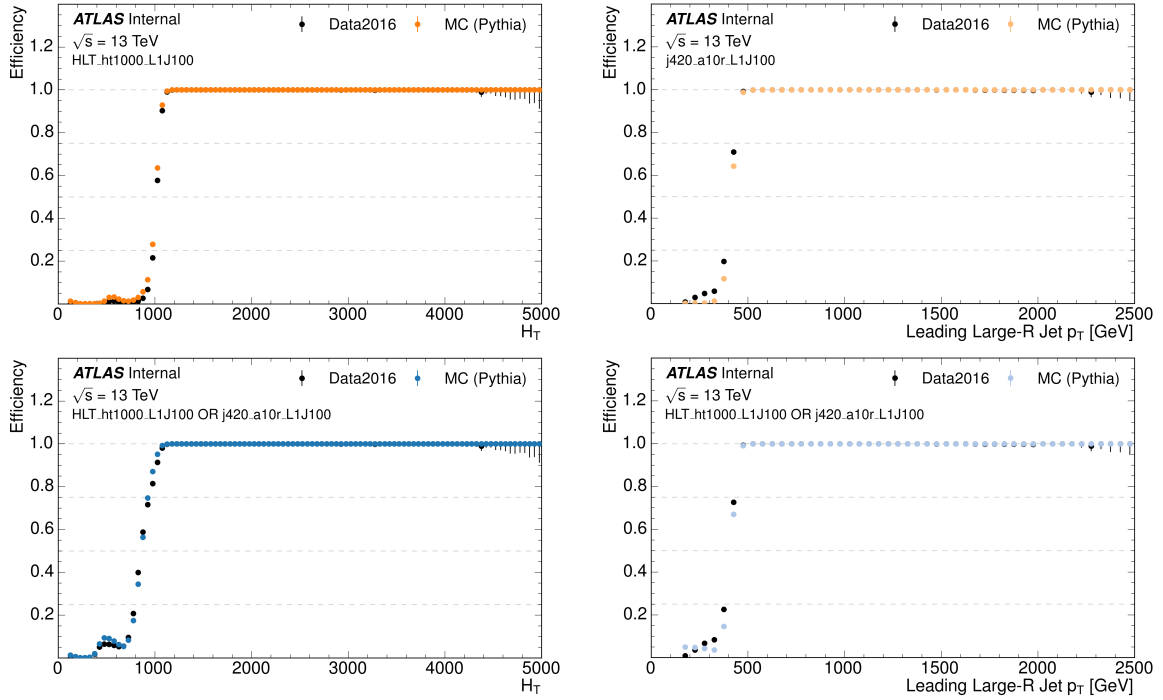 ATLAS Internal
Data2016
MC (Pythia)
√s = 13 TeV
HLT_ht1000_L1J100
Efficiency
1.2
1.0
0.8
0.6
0.4
0.2
0 1000 2000 3000 4000 5000
H_T
ATLAS Internal
Data2016
MC (Pythia)
√s = 13 TeV
j420_a10r_L1J100
Efficiency
1.2
1.0
0.8
0.6
0.4
0.2
0 500 1000 1500 2000 2500
Leading Large-R Jet p_T [GeV]
ATLAS Internal
Data2016
MC (Pythia)
√s = 13 TeV
HLT_ht1000_L1J100 OR j420_a10r_L1J100
Efficiency
1.2
1.0
0.8
0.6
0.4
0.2
0 1000 2000 3000 4000 5000
H_T
ATLAS Internal
Data2016
MC (Pythia)
√s = 13 TeV
HLT_ht1000_L1J100 OR j420_a10r_L1J100
Efficiency
1.2
1.0
0.8
0.6
0.4
0.2
0 500 1000 1500 2000 2500
Leading Large-R Jet p_T [GeV]